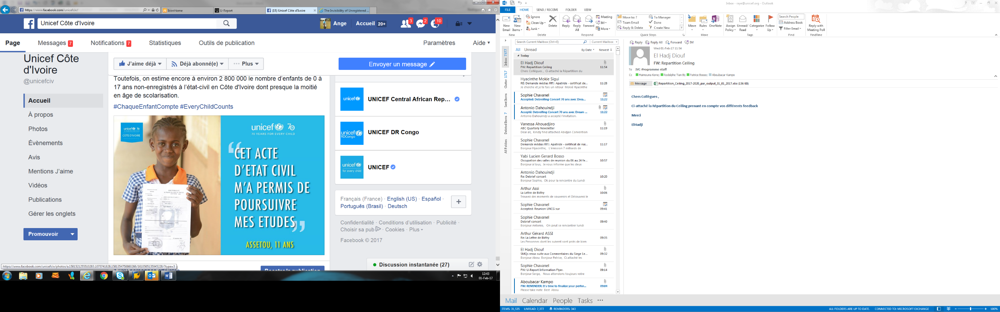 https://www.facebook.com/unicefciv/
IconHome
U-Report
(15) Unicef Côte d'Ivoire
The Invisibility of Unregistered ...
Unicef Côte d'Ivoire
Ange
Accueil 20+
3
2
10
Page
Messages 7
Notifications 7
Statistiques
Outils de publication
Paramètres
Aide
Unicef Côte
d'Ivoire
@unicefciv
Accueil
À propos
Photos
Évènements
Avis
Mentions J'aime
Vidéos
Publications
Gérer les onglets
Promouvoir
J'aime déjà
Déjà abonné(e)
Plus
Envoyer un message
Toutefois, on estime encore à environ 2 800 000 le nombre d'enfants de 0 à
17 ans non-enregistrés à l'état-civil en Côte d'Ivoire dont presque la moitié
en âge de scolarisation.
#ChaqueEnfantCompte #EveryChildCounts
unicef
COTE D'IVOIRE
unicef 70
70 YEARS FOR EVERY CHILD
“CET ACTE
D'ETAT CIVIL
M'A PERMIS DE
POURSUIVRE
MES ETUDES”
ASSETOU, 11 ANS
EXTRAIT
unicef
UNICEF Central African Rep...
unicef
RDCongo
UNICEF DR Congo
unicef
for every child
UNICEF
Français (France) · English (US) · Español ·
Português (Brasil) · Deutsch
Confidentialité · Conditions d'utilisation · Publicité ·
Choisir sa pub · Cookies · Plus
Facebook © 2017
Discussion instantanée (27)
https://www.facebook.com/unicefciv/photos/a.1581521255510283.1073741828.1581354758860266/1610505135945228/?type=3
Booster la publication
12:43
01-Feb-17
Inbox - raye@unicef.org - Outlook
FILE
HOME
SEND / RECEIVE
FOLDER
VIEW
New
Email
New
Items
New
Ignore
Clean Up
Junk
Delete
Delete
Reply
Reply
All
Forward
Meeting
IM
More
Respond
Move to: ?
Team Email
Reply & Delete
To Manager
Done
Create New
Quick Steps
Move
Rules
OneNote
Move
Assign
Policy
Unread/
Read
Categorize
Follow
Up
Tags
Search People
Address Book
Filter Email
Find
Reply with
Meeting Poll
FindTime
Inbox 7377
Clutter 1717
Sent Items
Deleted Items 7
All Folders
Search Current Mailbox (Ctrl+E)
Current Mailbox
All
Unread
By Date
Newest
Today
El Hadj Diouf
FW: Repartition Ceiling 11:54
Chers Collègues , Ci-attaché la Répartition du
Hyacinthe Mokie Sigui
RE: Demande médias RFI : Apatride - certificat de... 11:28
Je cherche et je te fais un retour Mokié Hyacinthe
Sophie Chavanel
Accepted: Debreifing Concert 70 ans avec Drea... 11:22
Antonio Dahouindji
Accepté: Debreifing Concert 70 ans avec Dream ... 11:22
Antonio Dahouindji a accepté l'invitation.
Vanessa Ahouadjiro
ABC Quarterly Newsletter 11:19
Dear all, Kindly find attached Abidjan Convention
Sophie Chavanel
Demande médias RFI : Apatride - certificat de nai... 11:17
Bonjour Hyacinthe, L'émission 7 milliards de
Yabi Lucien Gerard Bosso
Occupation des salles de reunion du 06 au 24 fe... 10:57
Bonjour à tous, Je vous informe que les deux
Antonio Dahouindji
Re: Debrief concert 10:20
Bonjour Sophie, Ok pour la rencontre du Lundi
Arthur Assi
La Lettre de Biétry 10:06
Trouvez des moments de souvenirs et Découvrez le
Sophie Chavanel
Accepted: Reunion UNCG sur 09:41
Sophie Chavanel
Debrief concert 09:40
Bonjour Antonio, On peut se rencontrer lundi
Arthur Gérard ASSI
Re: La Lettre de Biétry 09:35
Les Personnes dont les suivent sont priés de bien
El Hadj Diouf
SMQs revus suite aux Commentaires du Siege 1e... 09:32
Bonjour Abou Bonjour Patrice, Ci-attaché les
Sophie Chavanel
FW: U-Report Information Flyer. 09:14
Bonjour Serge, Nous attendons toujours votre
Aboubacar Kampo
FW: REMINDER: It's time to finalize your perfor... 09:04
Please take note Best Abou
Reply
Reply All
Forward
IM
Wed 01-Feb-17 11:54
El Hadj Diouf
FW: Repartition Ceiling
To IVC-Programme staff
Cc Maimouna Kone; Rodolphe Tian Bi; Patrice Bosso; Aboubacar Kampo
Message
Repartition_Ceiling_2017-2020_par_output_31_01_2017.xlsx (136 KB)
Chers Collègues ,
Ci-attaché la Répartition du Ceiling prenant en compte vos différents feedback
Merci
ElHadji
Mail
Calendar
People
Tasks
ITEMS: 31,535
UNREAD: 7,377
REMINDERS: 343
ALL FOLDERS ARE UP TO DATE.
CONNECTED TO: MICROSOFT EXCHANGE
100%